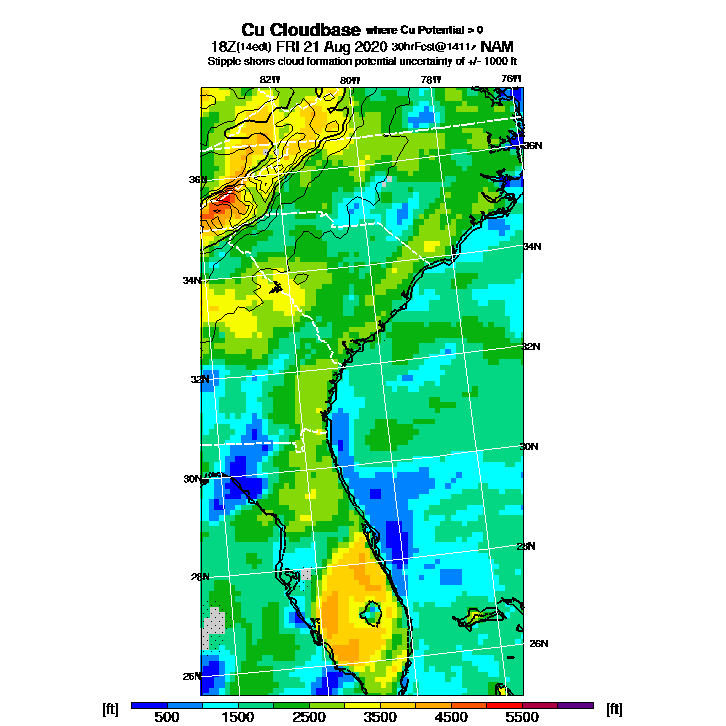 Cu Cloudbase where Cu Potential > 0
18Z(14edt) FRI 21 Aug 2020 30hrFcst@1411z NAM
Stipple shows cloud formation potential uncertainty of +/- 1000 ft
82W 80W 78W 76W
36N
36N
34N
34N
32N
32N
30N
30N
28N
28N
26N
26N
[ft] 500 1500 2500 3500 4500 5500 [ft]